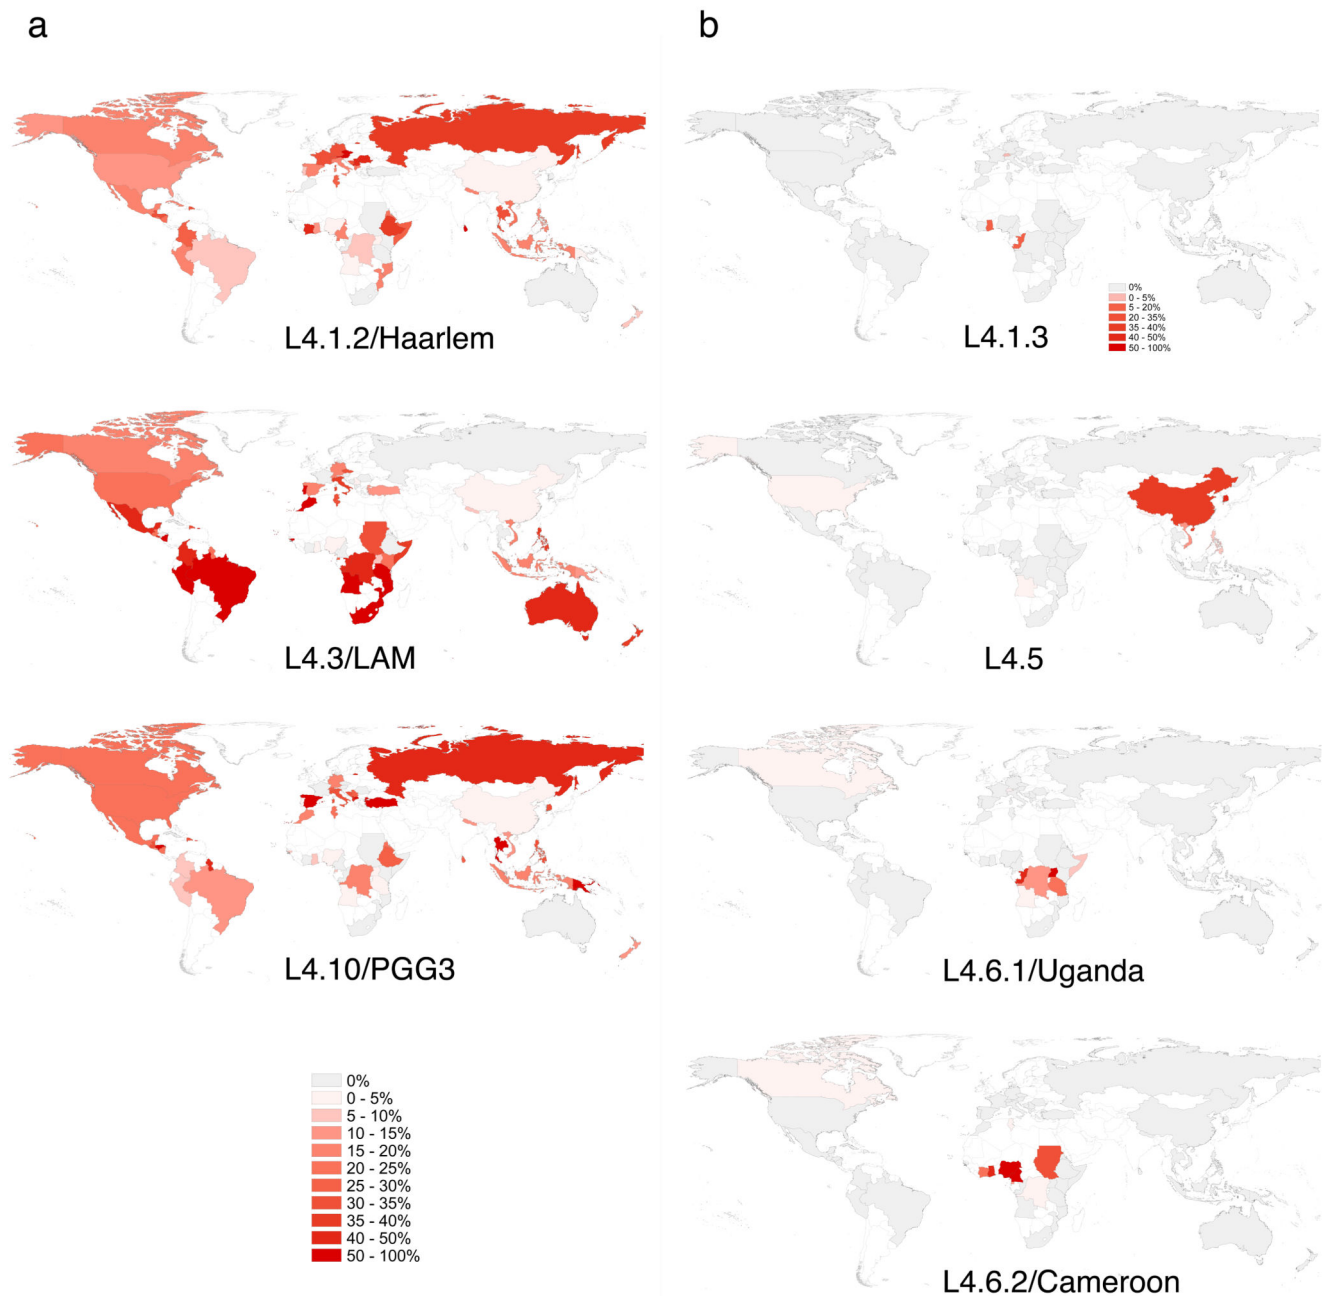 a
L4.1.2/Haarlem
L4.3/LAM
L4.10/PGG3
0%
0 - 5%
5 - 10%
10 - 15%
15 - 20%
20 - 25%
25 - 30%
30 - 35%
35 - 40%
40 - 50%
50 - 100%
b
0%
0 - 5%
5 - 20%
20 - 35%
35 - 40%
40 - 50%
50 - 100%
L4.1.3
L4.5
L4.6.1/Uganda
L4.6.2/Cameroon